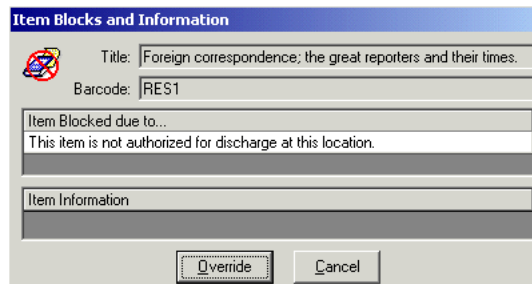 Item Blocks and Information
Title: Foreign correspondence; the great reporters and their times.
Barcode: RES1
Item Blocked due to...
This item is not authorized for discharge at this location.
Item Information
Override Cancel